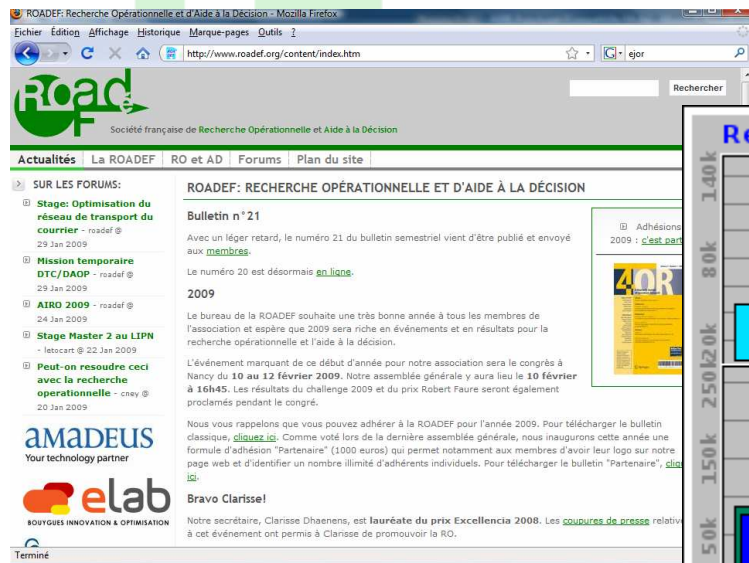 ROADEF: Recherche Opérationnelle et d'Aide à la Décision - Mozilla Firefox
Fichier Édition Affichage Historique Marque-pages Outils ?
http://www.roadef.org/content/index.htm
ejor
Roadef
Rechercher
Société française de Recherche Opérationnelle et Aide à la Décision
Actualités La ROADEF RO et AD Forums Plan du site
SUR LES FORUMS:
Stage: Optimisation du
réseau de transport du
courrier - roadef @
29 Jan 2009
Mission temporaire
DTC/DAOP - roadef @
29 Jan 2009
AIRO 2009 - roadef @
24 Jan 2009
Stage Master 2 au LIPN
- letocart @ 22 Jan 2009
Peut-on resoudre ceci
avec la recherche
operationnelle - cney @
20 Jan 2009
amadeus
Your technology partner
elab
BOUYGUES INNOVATION & OPTIMISATION
ROADEF: RECHERCHE OPÉRATIONNELLE ET D'AIDE À LA DÉCISION
Bulletin n°21
Avec un léger retard, le numéro 21 du bulletin semestriel vient d'être publié et envoyé
aux membres.
Le numéro 20 est désormais en ligne.
2009
Le bureau de la ROADEF souhaite une très bonne année à tous les membres de
l'association et espère que 2009 sera riche en événements et en résultats pour la
recherche opérationnelle et l'aide à la décision.
L'événement marquant de ce début d'année pour notre association sera le congrès à
Nancy du 10 au 12 février 2009. Notre assemblée générale y aura lieu le 10 février
à 16h45. Les résultats du challenge 2009 et du prix Robert Faure seront également
proclamés pendant le congré.
Nous vous rappelons que vous pouvez adhérer à la ROADEF pour l'année 2009. Pour télécharger le bulletin
classique, cliquez ici. Comme voté lors de la dernière assemblée générale, nous inaugurons cette année une
formule d'adhésion "Partenaire" (1000 euros) qui permet notamment aux membres d'avoir leur logo sur notre
page web et d'identifier un nombre illimité d'adhérents individuels. Pour télécharger le bulletin "Partenaire", cliq
ici.
Bravo Clarisse!
Notre secrétaire, Clarisse Dhaenens, est lauréate du prix Excellencia 2008. Les coupures de presse relativ
à cet événement ont permis à Clarisse de promouvoir la RO.
Adhésions
2009 : c'est part
4OR
Terminé
Re
140k
80k
20k
250k
150k
50k